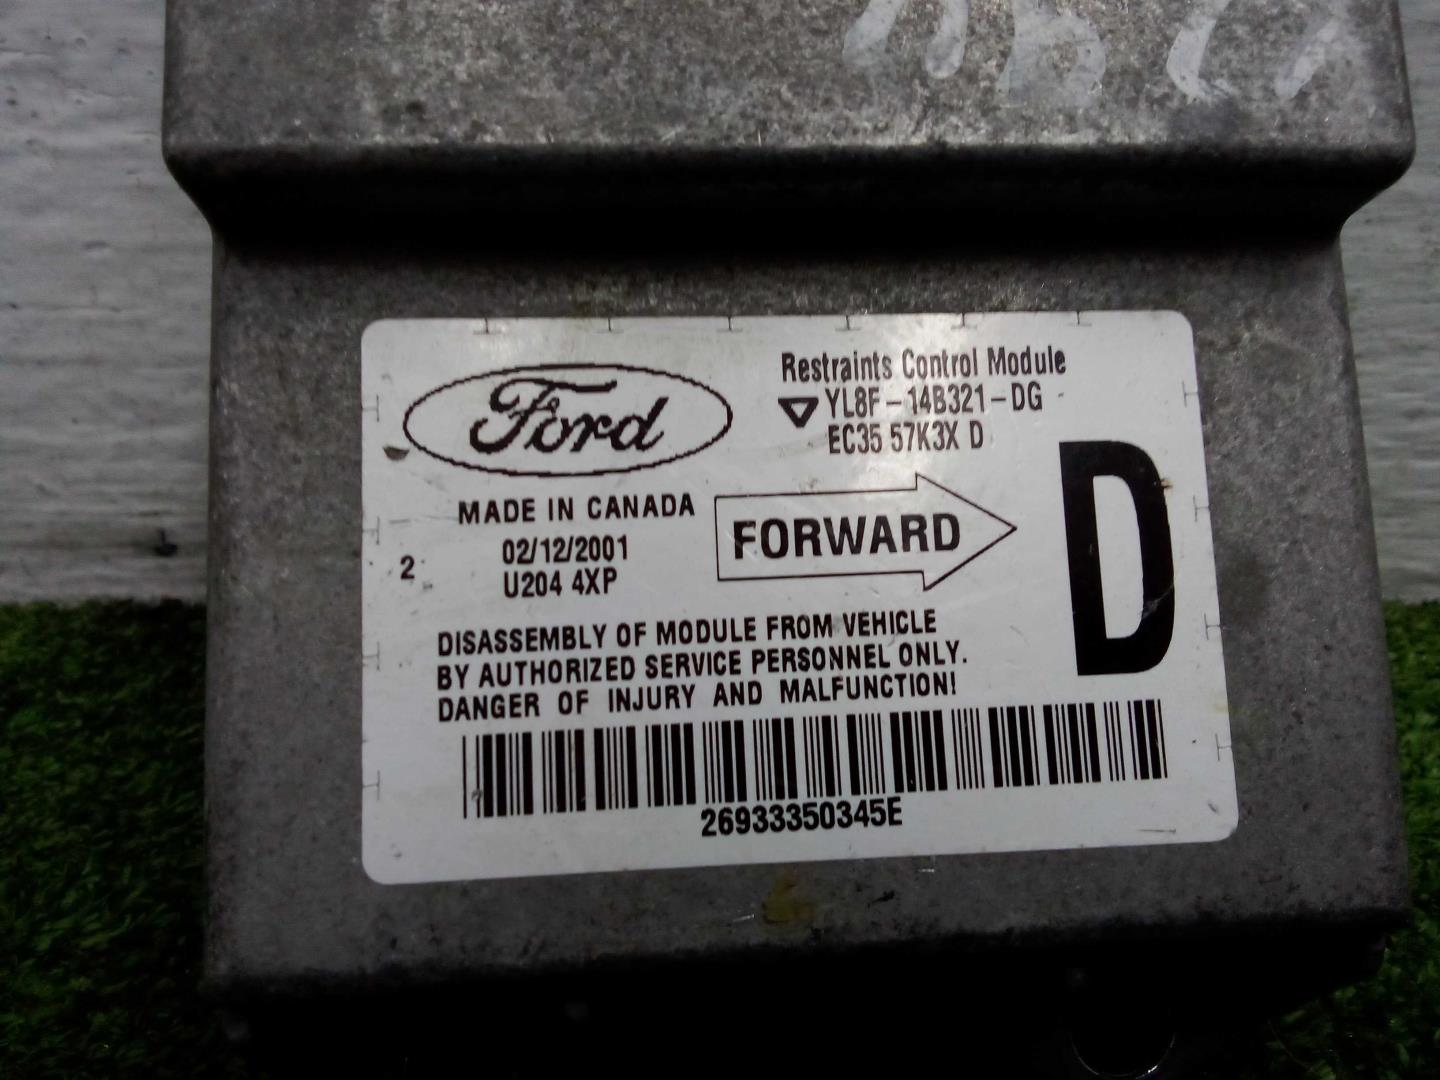 Ford
Restraints Control Module
YL8F-14B321-DG
EC35 57K3X D
MADE IN CANADA
02/12/2001
2
U204 4XP
FORWARD
D
DISASSEMBLY OF MODULE FROM VEHICLE
BY AUTHORIZED SERVICE PERSONNEL ONLY.
DANGER OF INJURY AND MALFUNCTION!
26933350345E